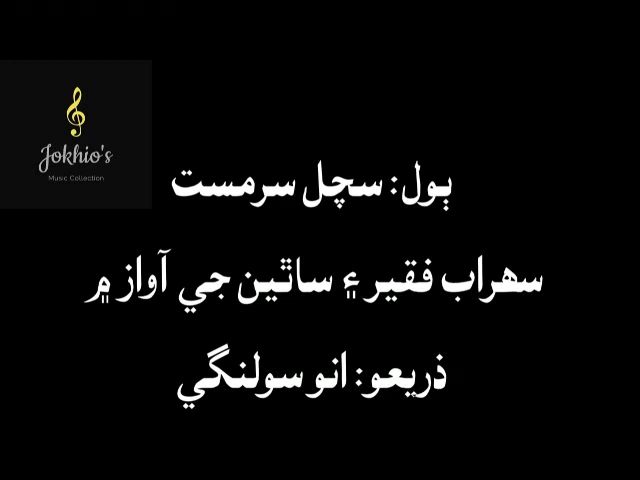 Jokhio's
Music Collection
ٻول: سچل سرمست
سهراب فقير ۽ ساٿين جي آواز ۾
ذريعو: انو سولنگي